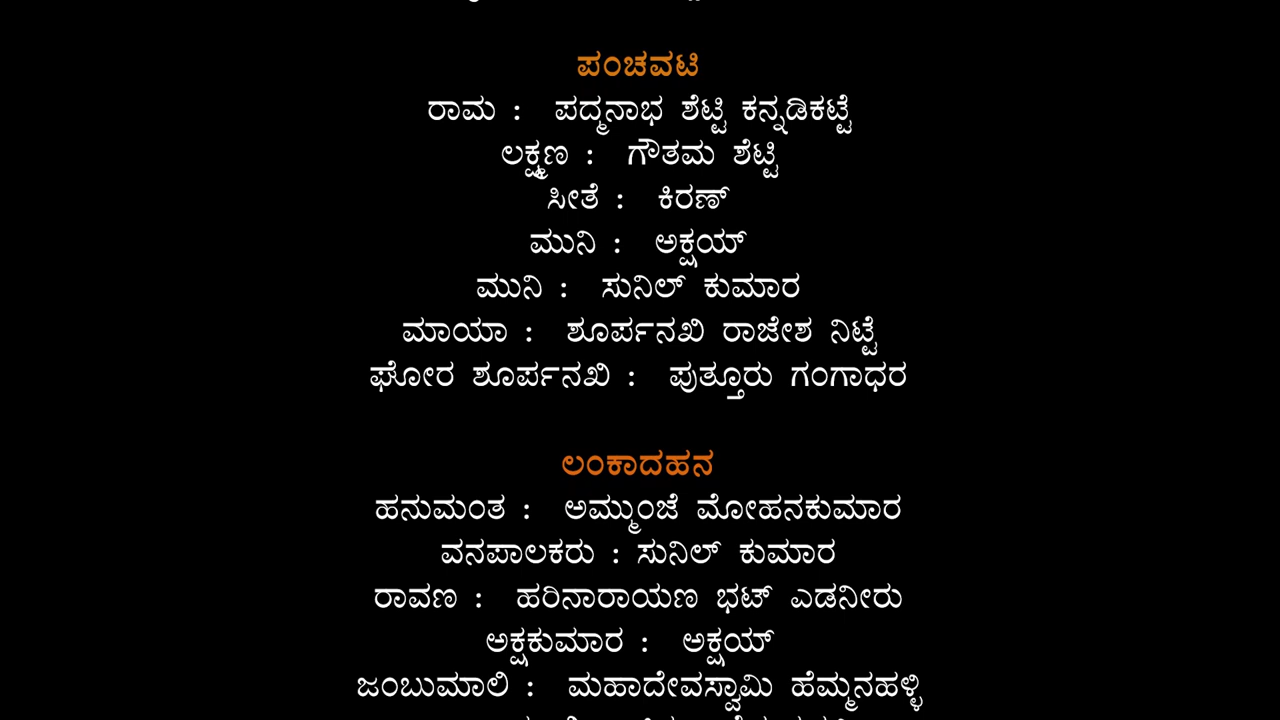 ಪಂಚವಟಿ
ರಾಮ : ಪದ್ಮನಾಭ ಶೆಟ್ಟಿ ಕನ್ನಡಿಕಟ್ಟೆ
ಲಕ್ಷ್ಮಣ : ಗೌತಮ ಶೆಟ್ಟಿ
ಸೀತೆ : ಕಿರಣ್
ಮುನಿ : ಅಕ್ಷಯ್
ಮುನಿ : ಸುನಿಲ್ ಕುಮಾರ
ಮಾಯಾ : ಶೂರ್ಪನಖಿ ರಾಜೇಶ ನಿಟ್ಟೆ
ಘೋರ ಶೂರ್ಪನಖಿ : ಪುತ್ತೂರು ಗಂಗಾಧರ
ಲಂಕಾದಹನ
ಹನುಮಂತ : ಅಮ್ಮುಂಜೆ ಮೋಹನಕುಮಾರ
ವನಪಾಲಕರು : ಸುನಿಲ್ ಕುಮಾರ
ರಾವಣ : ಹರಿನಾರಾಯಣ ಭಟ್ ಎಡನೀರು
ಅಕ್ಷಕುಮಾರ : ಅಕ್ಷಯ್
ಜಂಬುಮಾಲಿ : ಮಹಾದೇವಸ್ವಾಮಿ ಹೆಮ್ಮನಹಳ್ಳಿ